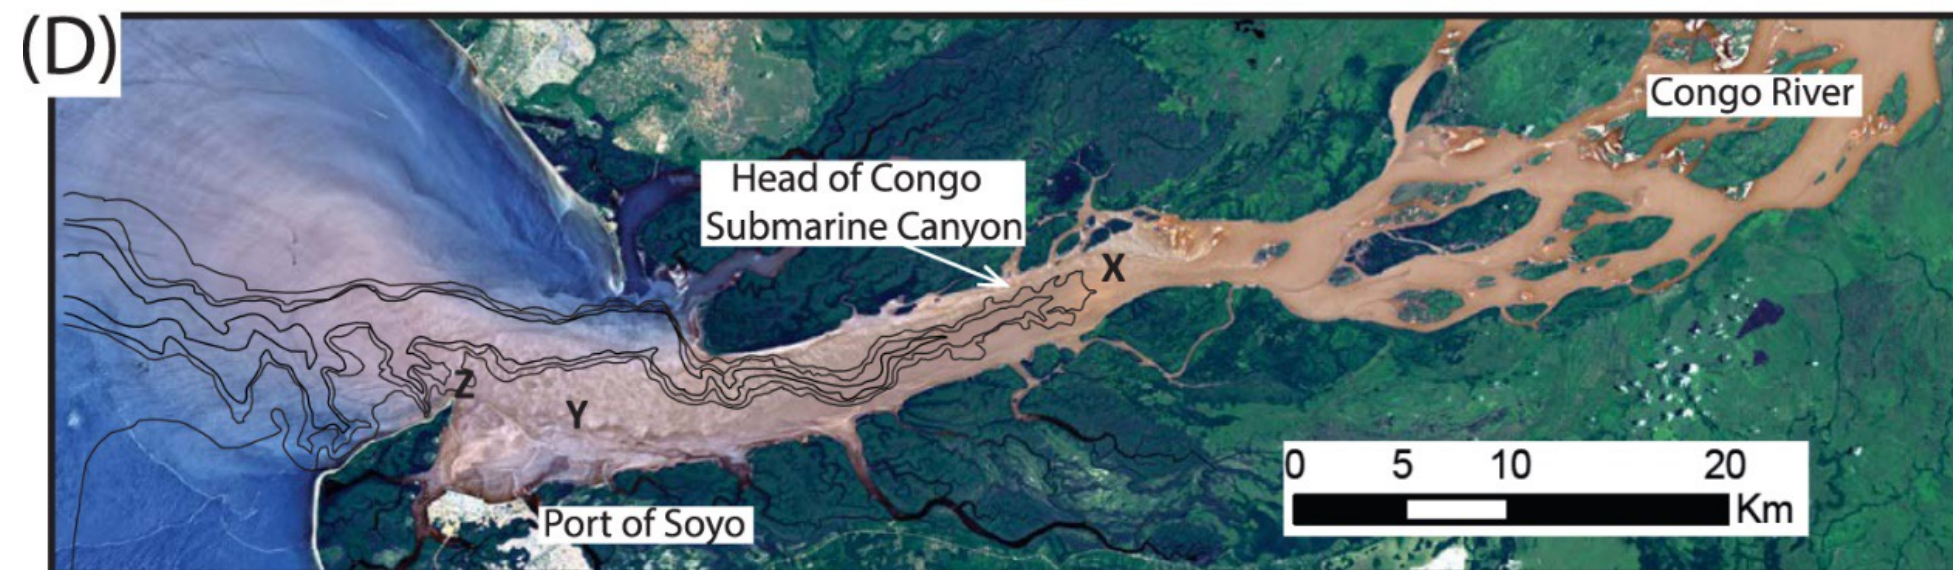 (D)
Congo River
Head of Congo
Submarine Canyon
X
Z
Y
0 5 10 20
Km
Port of Soyo